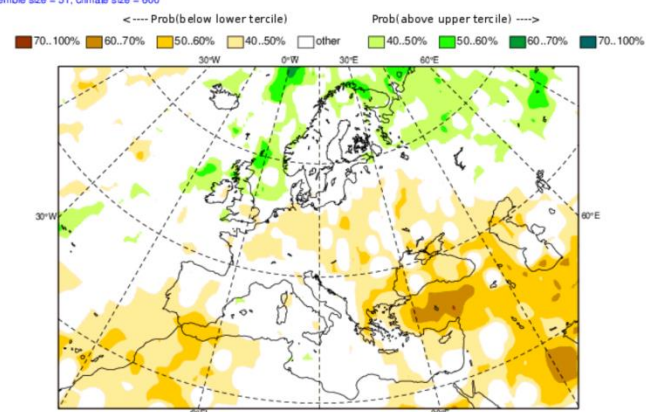 <---- Prob(below lower tercile) Prob(above upper tercile) ---->
70..100% 60..70% 50..60% 40..50% other 40..50% 50..60% 60..70% 70..100%
30°W 0°W 30°E 60°E
30°W 60°E